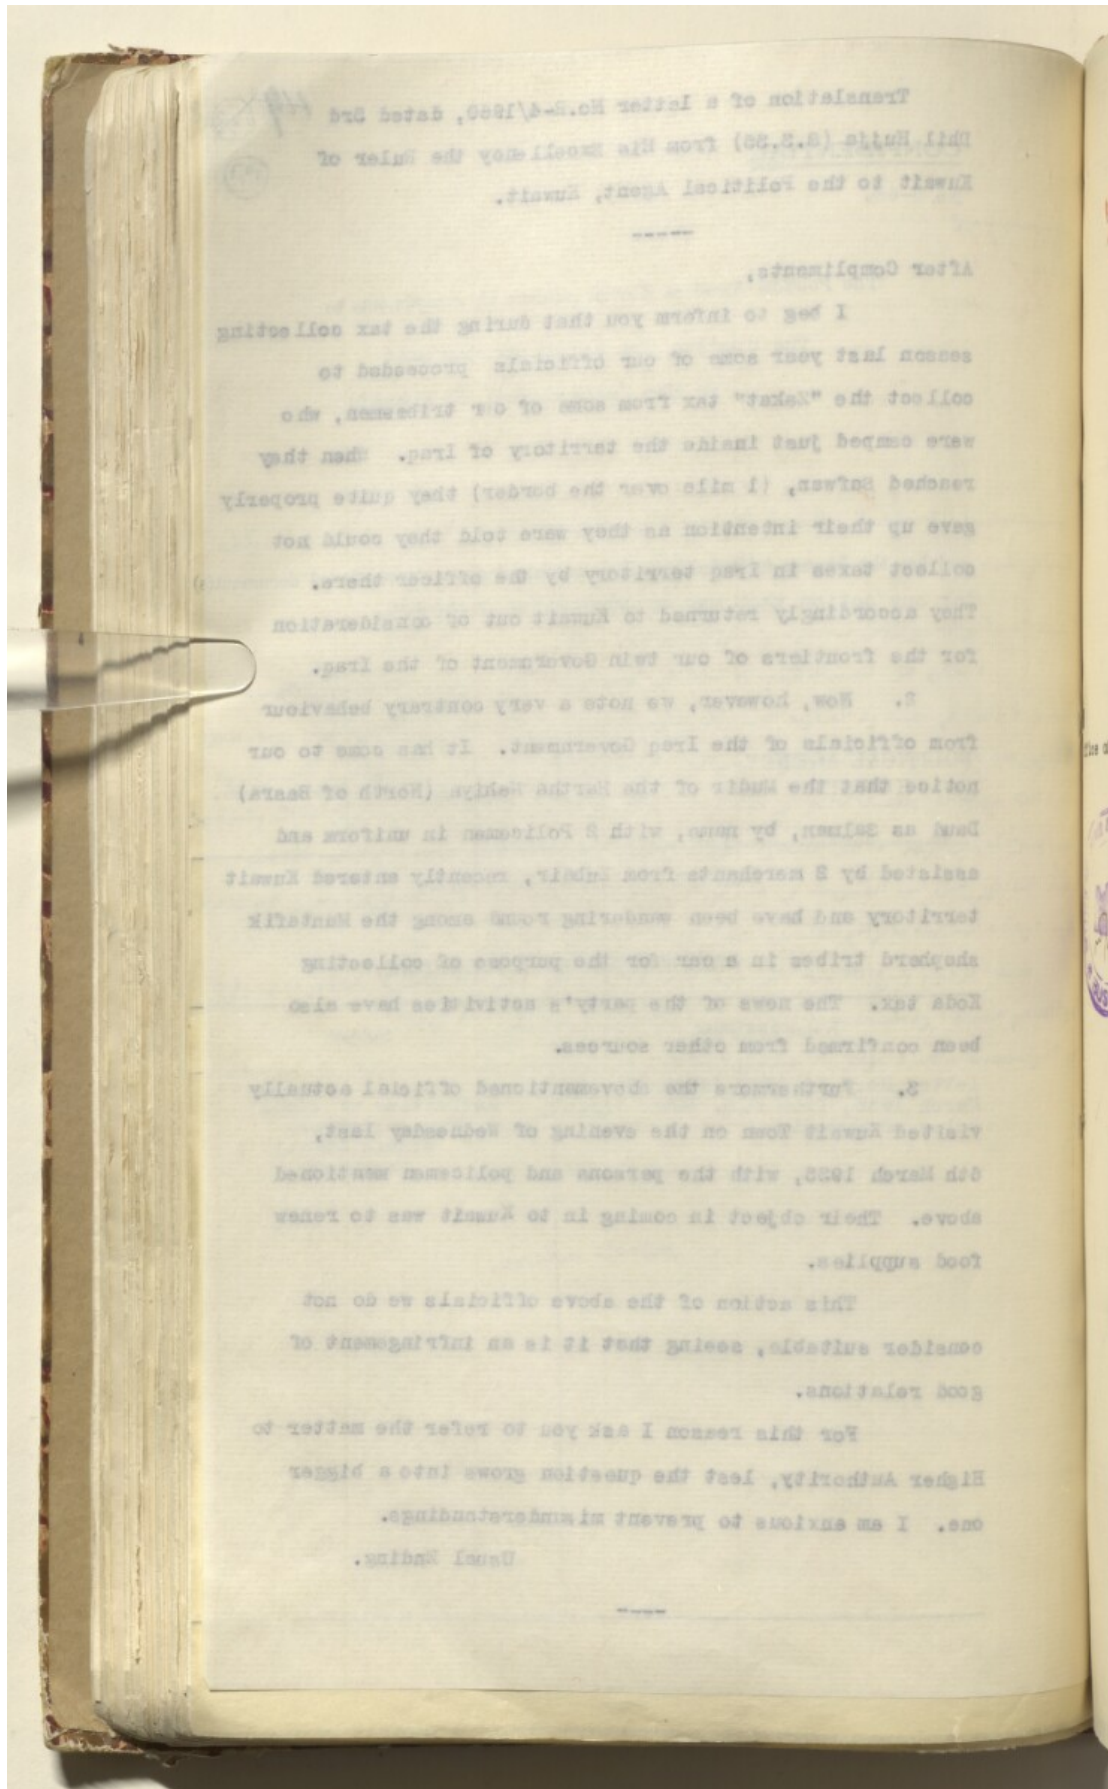 Translation of a letter No.R-4/1950, dated 3rd
Dhil Hujja (8.3.35) from His Excellency the Ruler of
Kuwait to the Political Agent, Kuwait.
-----
After Compliments,
I beg to inform you that during the tax collecting
season last year some of our officials proceeded to
collect the "Zakat" tax from some of our tribesmen, who
were camped just inside the territory of Iraq. When they
reached Safwan, (1 mile over the border) they quite properly
gave up their intention as they were told they could not
collect taxes in Iraq territory by the officer there.
They accordingly returned to Kuwait out of consideration
for the frontiers of our twin Government of the Iraq.
2. Now, however, we note a very contrary behaviour
from officials of the Iraq Government. It has come to our
notice that the Mudir of the Hartha Nahiya (North of Basra)
Daud as Salman, by name, with 2 Policemen in uniform and
assisted by 2 merchants from Zubair, recently entered Kuwait
territory and have been wandering round among the Muntafik
shepherd tribes in a car for the purpose of collecting
Koda tax. The news of the party's activities have also
been confirmed from other sources.
3. Furthermore the abovementioned official actually
visited Kuwait Town on the evening of Wednesday last,
6th March 1935, with the persons and policemen mentioned
above. Their object in coming in to Kuwait was to renew
food supplies.
This action of the above officials we do not
consider suitable, seeing that it is an infringement of
good relations.
For this reason I ask you to refer the matter to
Higher Authority, lest the question grows into a bigger
one. I am anxious to prevent misunderstandings.
Usual Ending.
----